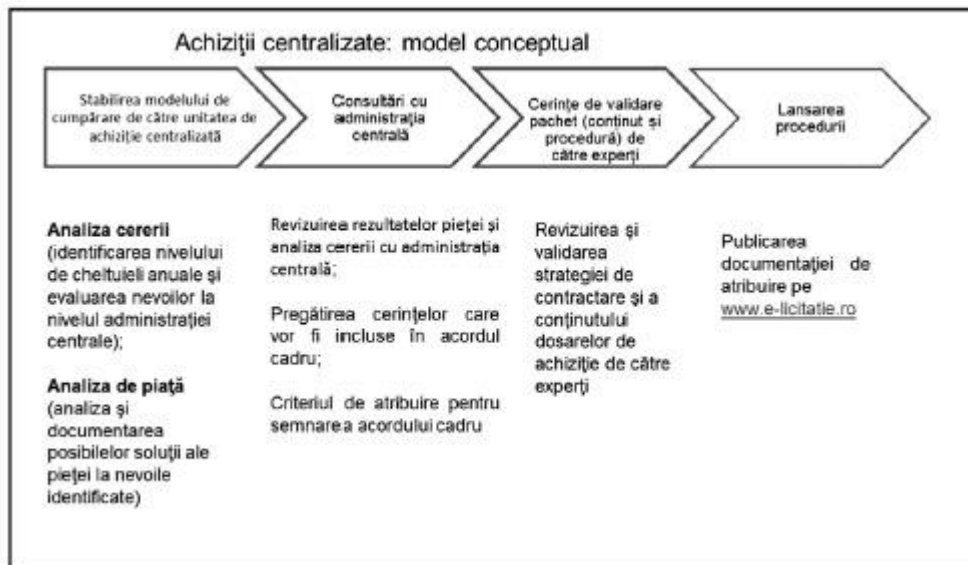 Achiziţii centralizate: model conceptual
Stabilirea modelului de
cumpărare de către unitatea de
achiziție centralizată
Consultări cu
administraţia
centrală
Cerinţe de validare
pachet (conţinut și
procedură) de
către experţi
Lansarea
procedurii
Analiza cererii
(identificarea nivelului
de cheltuieli anuale şi
evaluarea nevoilor la
nivelul administraţiei
centrale);
Analiza de piaţă
(analiza şi
documentarea
posibilelor soluţii ale
pieţei la nevoile
identificate)
Revizuirea rezultatelor pieţei și
analiza cererii cu administraţia
centrală;
Pregătirea cerinţelor care
vor fi incluse în acordul
cadru;
Criteriul de atribuire pentru
semnarea acordului cadru
Revizuirea şi
validarea
strategiei de
contractare şi a
conţinutului
dosarelor de
achiziţie de către
experţi
Publicarea
documentaţiei de
atribuire pe
www.e-licitatie.ro